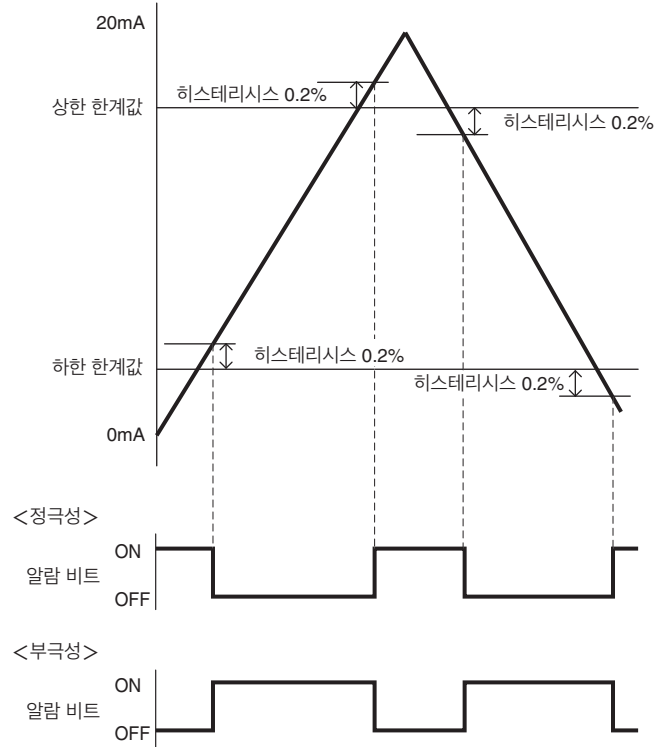 20mA
히스테리시스 0.2%
상한 한계값
히스테리시스 0.2%
히스테리시스 0.2%
하한 한계값
히스테리시스 0.2%
0mA
<정극성>
ON
알람 비트
OFF
<부극성>
ON
알람 비트
OFF